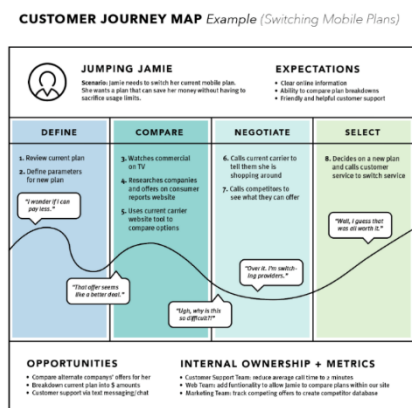 CUSTOMER JOURNEY MAP Example (Switching Mobile Plans)
JUMPING JAMIE
Scenario: Jamie needs to switch her current mobile plan.
She wants a plan that can save her money without having to
sacrifice usage limits.
EXPECTATIONS
• Clear online information
• Ability to compare plan breakdowns
• Friendly and helpful customer support
DEFINE
1. Review current plan
2. Define parameters
for new plan
"I wonder if I can
pay less."
COMPARE
3. Watches commercial
on TV
4. Researches companies
and offers on consumer
reports website
5. Uses current carrier
website tool to
compare options
"That offer seems
like a better deal."
NEGOTIATE
6. Calls current carrier to
tell them she is
shopping around
7. Calls competitors to
see what they can offer
"Ugh, why is this
so difficult?!"
"Over it. I'm switch-
ing providers."
SELECT
8. Decides on a new plan
and calls customer
service to switch service
"Well, I guess that
was all worth it."
OPPORTUNITIES
• Compare alternate company's offers for her
• Breakdown current plan into $ amounts
• Customer support via text messaging/chat
INTERNAL OWNERSHIP + METRICS
• Customer Support Team: reduce average call time to 2 minutes
• Web Team: add funtionality to allow Jamie to compare plans within our site
• Marketing Team: track competing offers to create competitor database